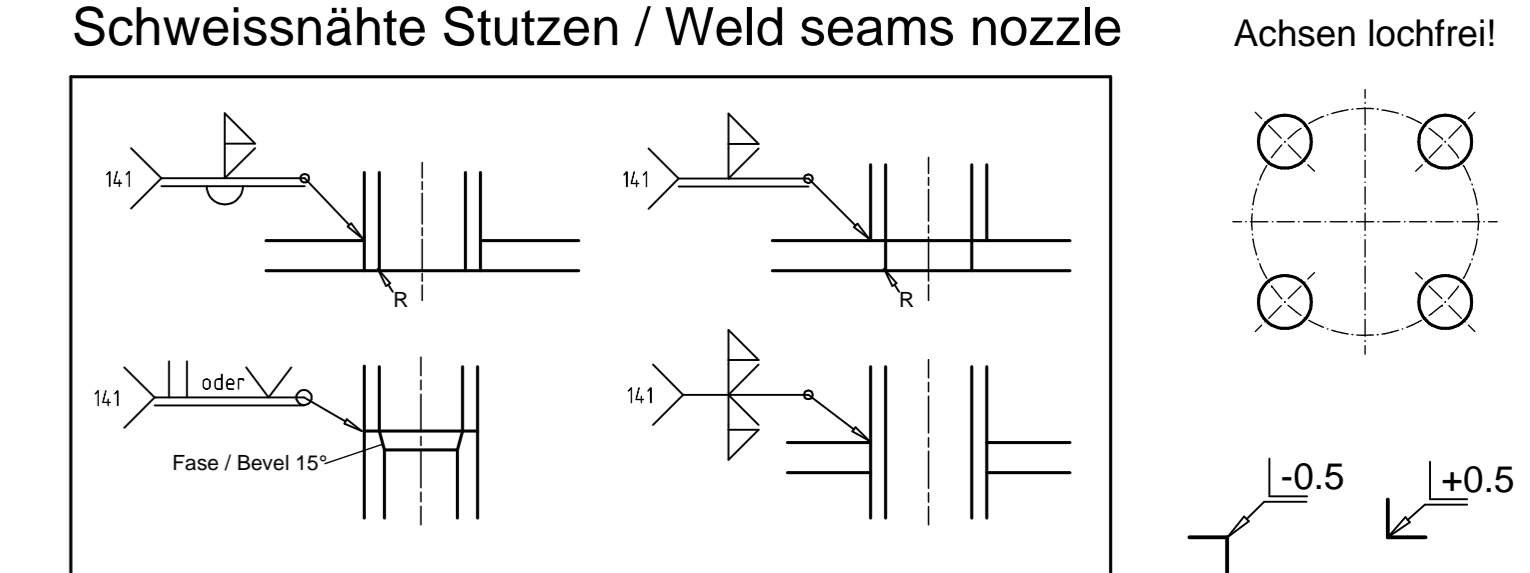 Schweissnähte Stutzen / Weld seams nozzle
Achsen lochfrei!
141
141
R
R
141
oder
141
Fase / Bevel 15°
-0.5
+0.5